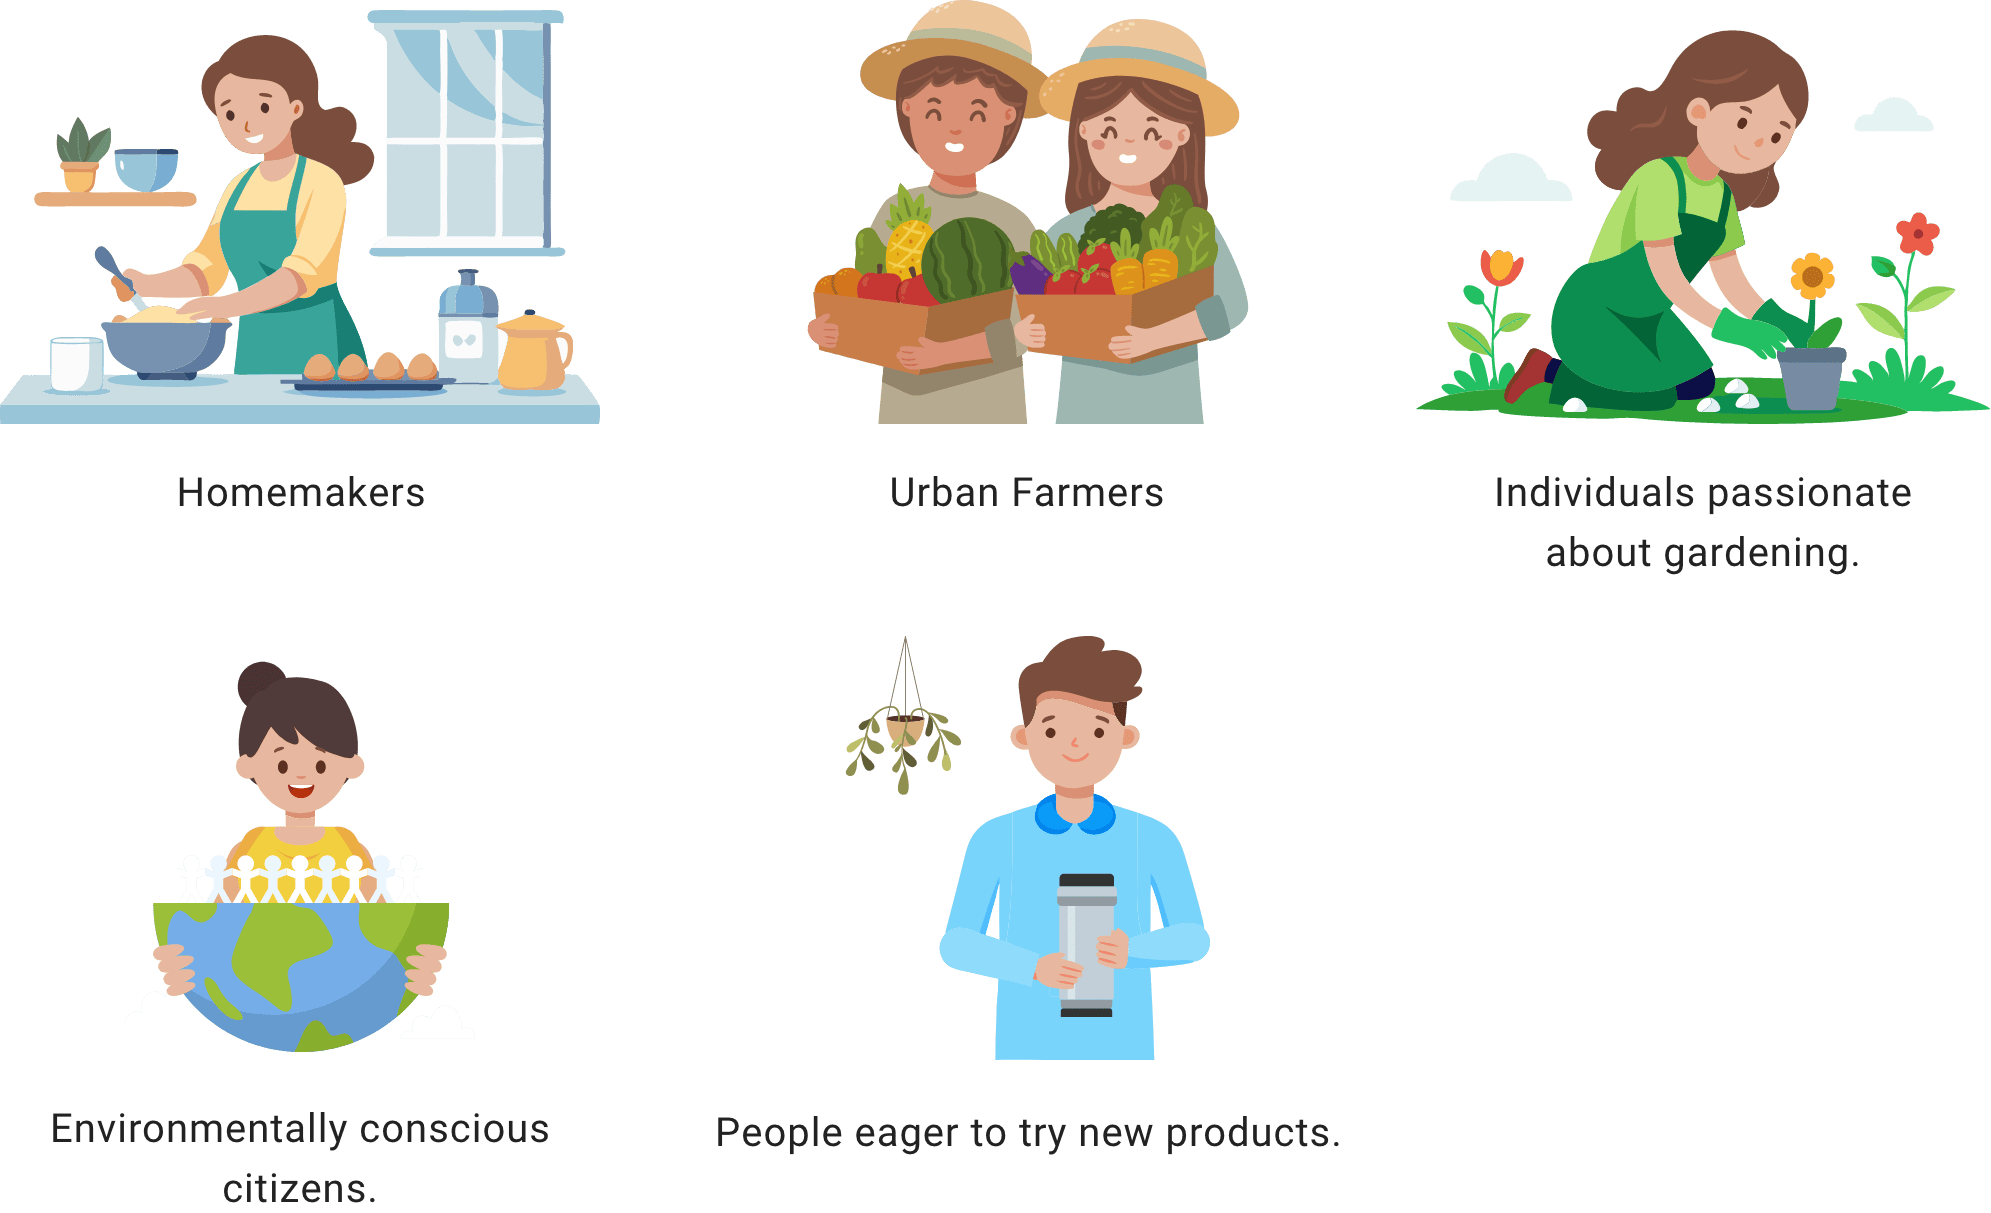 Homemakers
Urban Farmers
Individuals passionate
about gardening.
Environmentally conscious
citizens.
People eager to try new products.